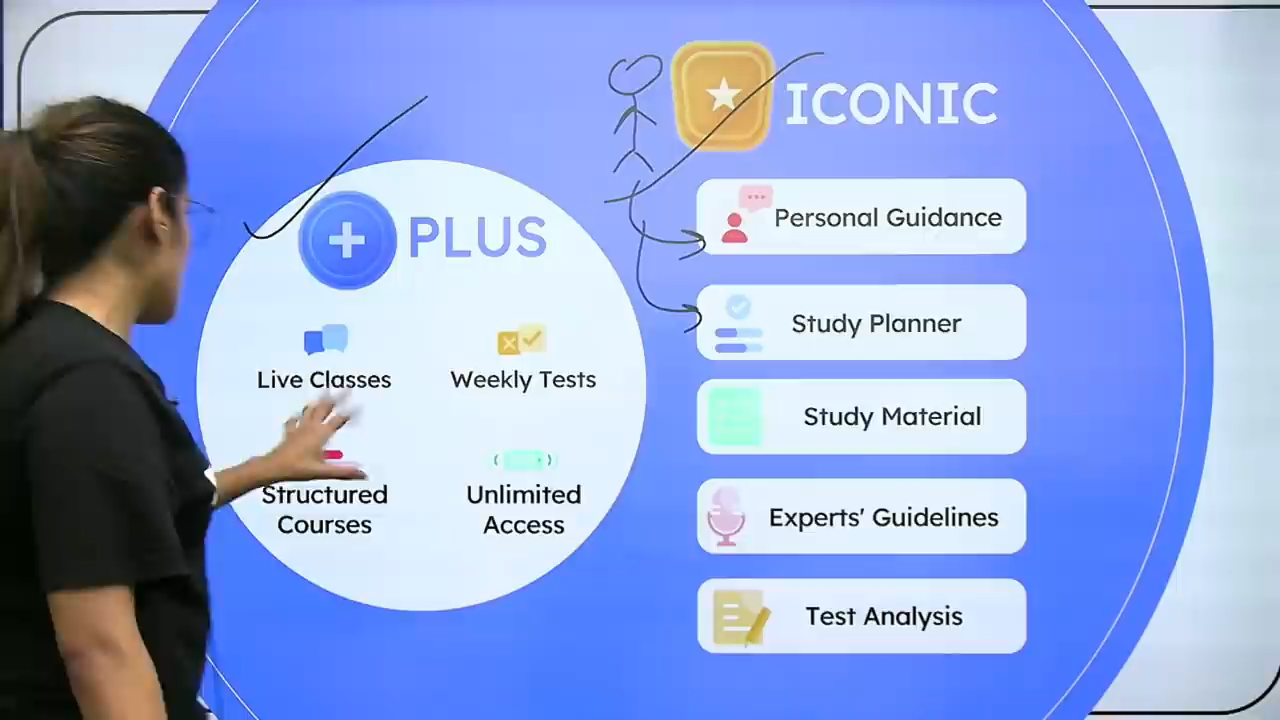 ICONIC
PLUS
Personal Guidance
Live Classes
Weekly Tests
Study Planner
Structured
Courses
Unlimited
Access
Study Material
Experts' Guidelines
Test Analysis